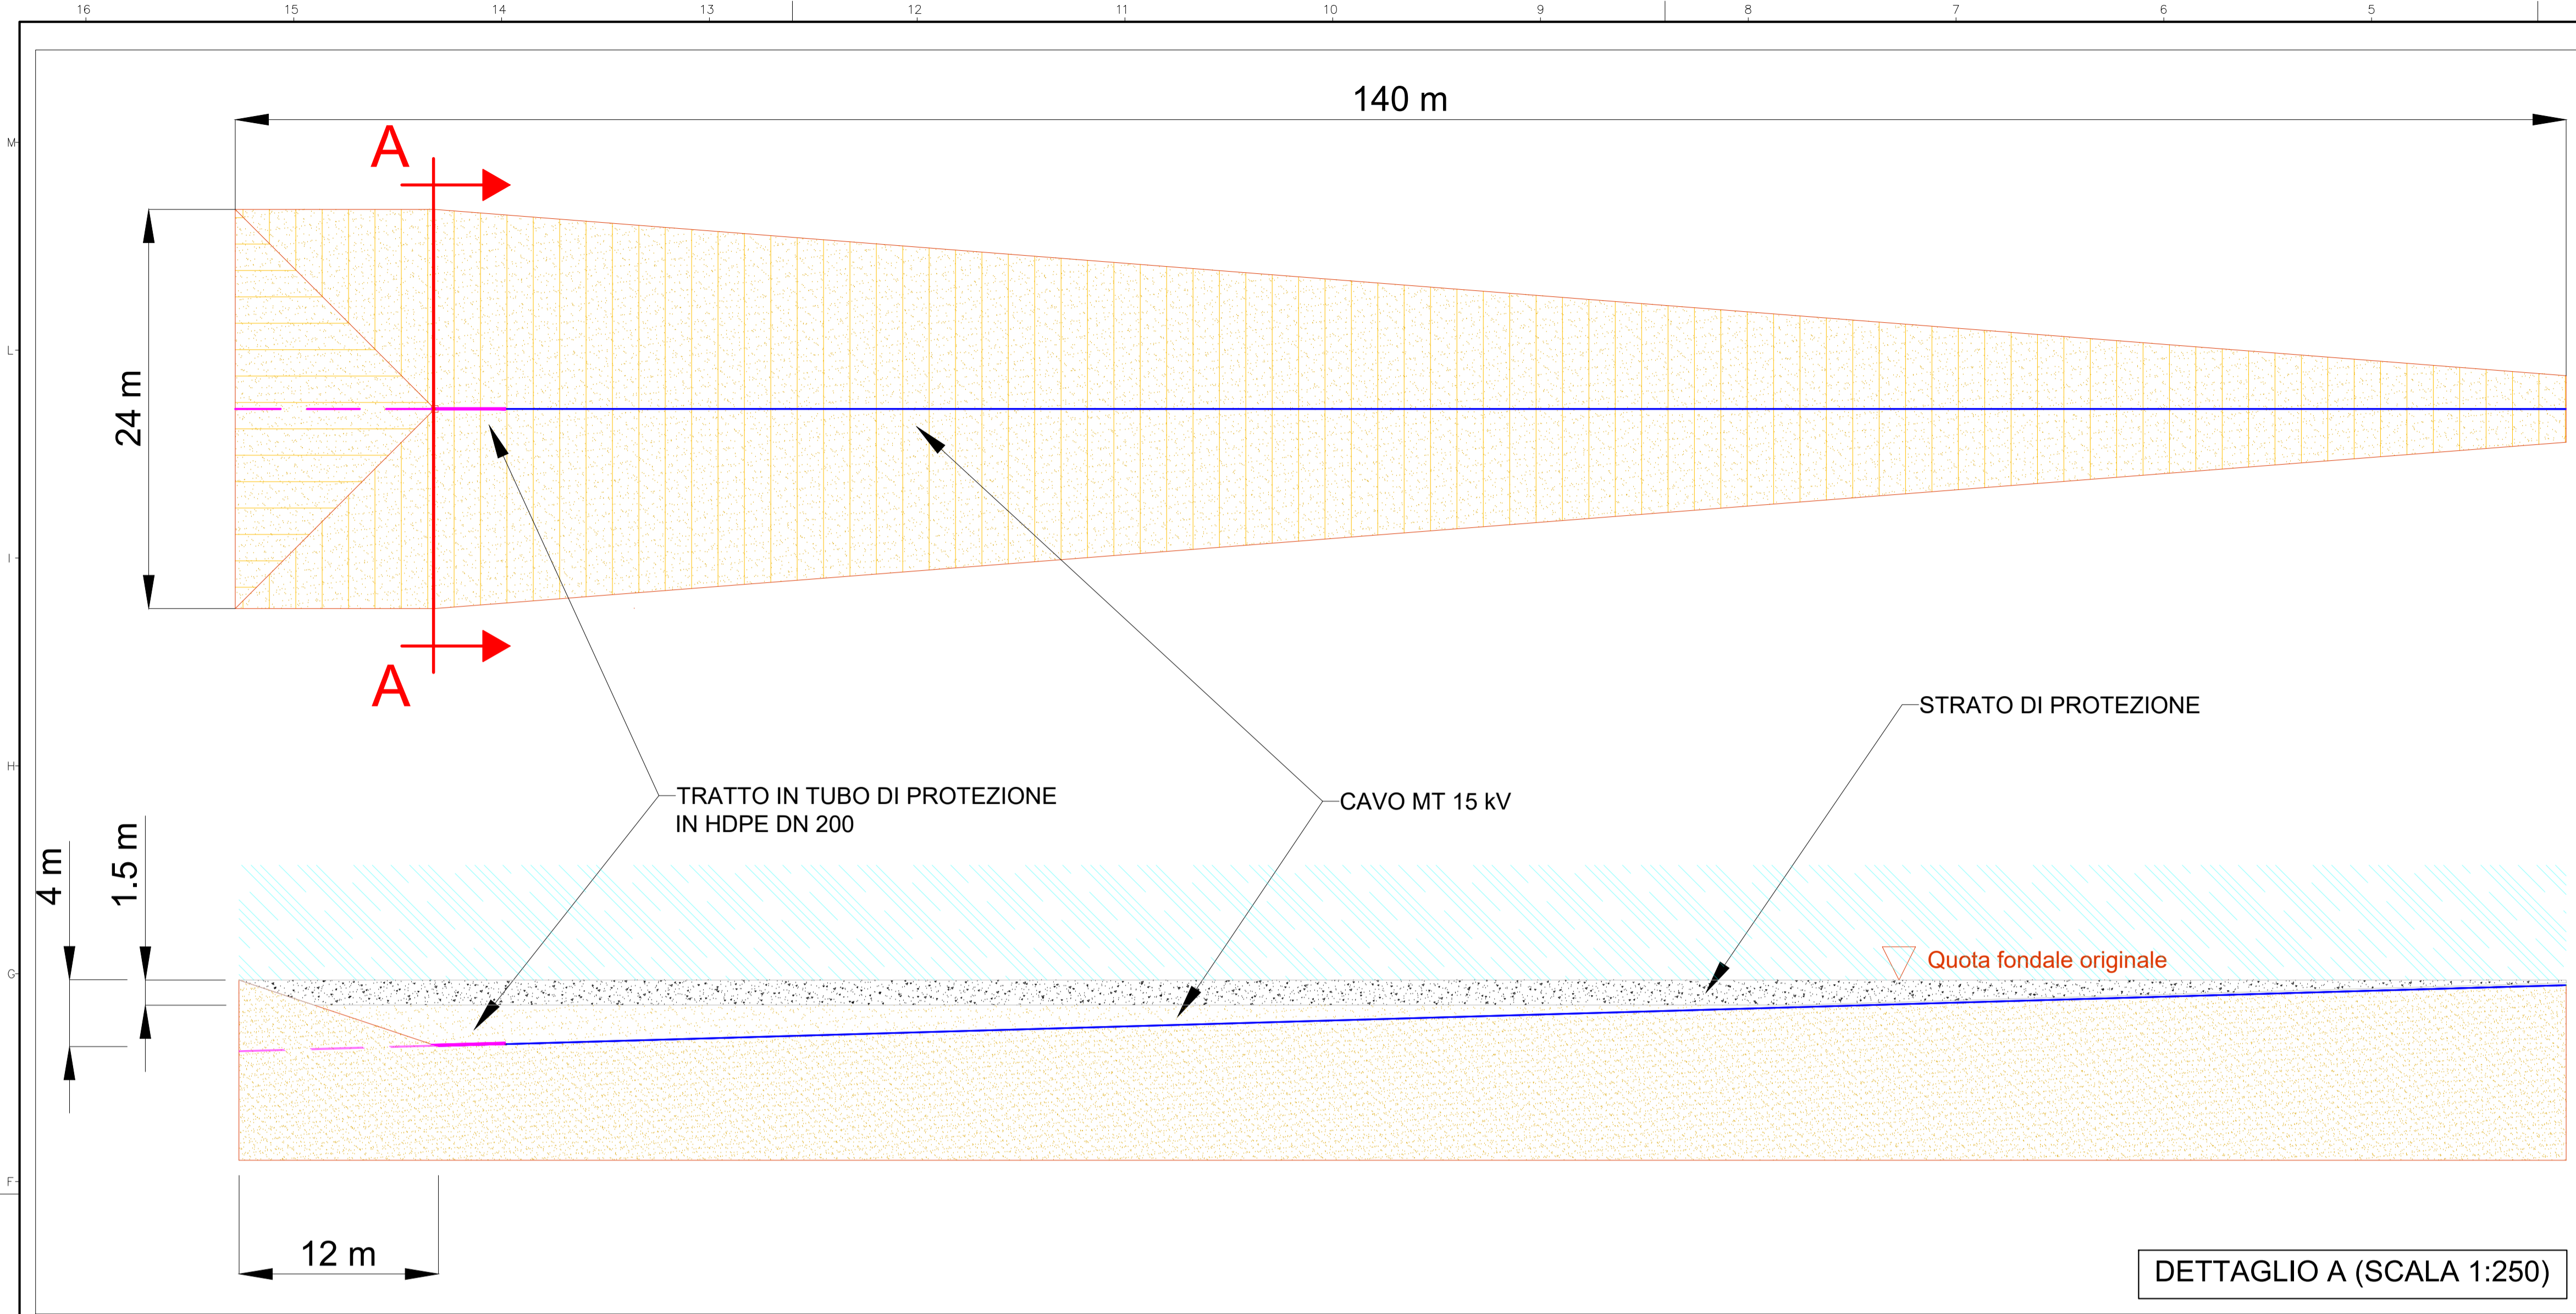 16 15 14 13 12 11 10 9 8 7 6 5
140 m
M
A
L
24 m
I
A
STRATO DI PROTEZIONE
H
TRATTO IN TUBO DI PROTEZIONE
IN HDPE DN 200
CAVO MT 15 kV
4 m
1.5 m
G
Quota fondale originale
F
12 m
DETTAGLIO A (SCALA 1:250)